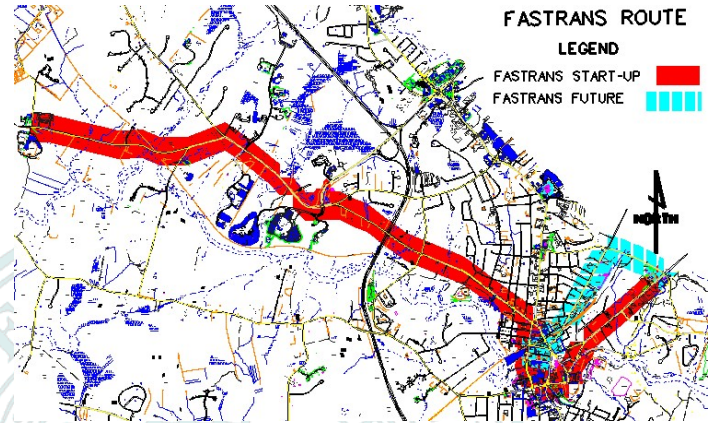 FASTRANS ROUTE
LEGEND
FASTRANS START-UP
FASTRANS FUTURE
NORTH